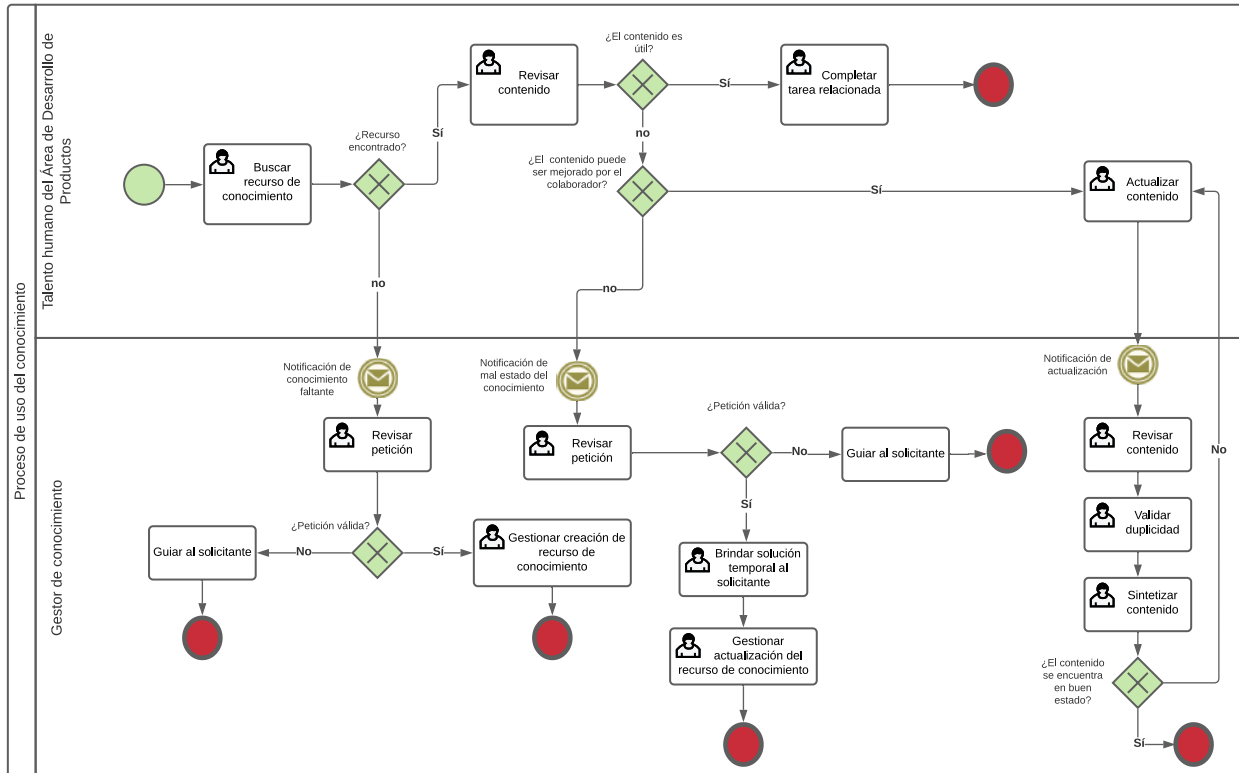 Proceso de uso del conocimiento
Talento humano del Área de Desarrollo de
Productos
Buscar
recurso de
conocimiento
¿Recurso
encontrado?
Sí
no
Revisar
contenido
¿El contenido es
útil?
Sí
no
Completar
tarea relacionada
¿El contenido puede
ser mejorado por el
colaborador?
Sí
no
Actualizar
contenido
Gestor de conocimiento
Notificación de
conocimiento
faltante
Revisar
petición
¿Petición válida?
No
Guiar al solicitante
Sí
Gestionar creación de
recurso de
conocimiento
Notificación de
mal estado del
conocimiento
Revisar
petición
¿Petición válida?
No
Guiar al solicitante
Sí
Brindar solución
temporal al
solicitante
Gestionar
actualización del
recurso de conocimiento
Notificación de
actualización
Revisar
contenido
Validar
duplicidad
Sintetizar
contenido
¿El contenido
se encuentra
en buen
estado?
No
Sí